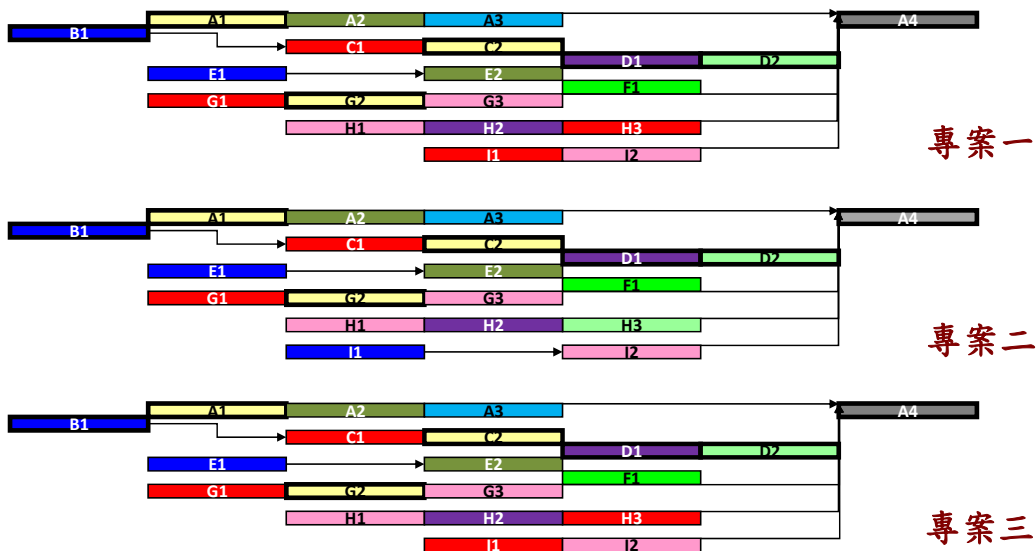 A1 A2 A3 A4
B1
C1 C2
D1 D2
E1 E2
F1
G1 G2 G3
H1 H2 H3
I1 I2
專案一
A1 A2 A3 A4
B1
C1 C2
D1 D2
E1 E2
F1
G1 G2 G3
H1 H2 H3
I1 I2
專案二
A1 A2 A3 A4
B1
C1 C2
D1 D2
E1 E2
F1
G1 G2 G3
H1 H2 H3
I1 I2
專案三